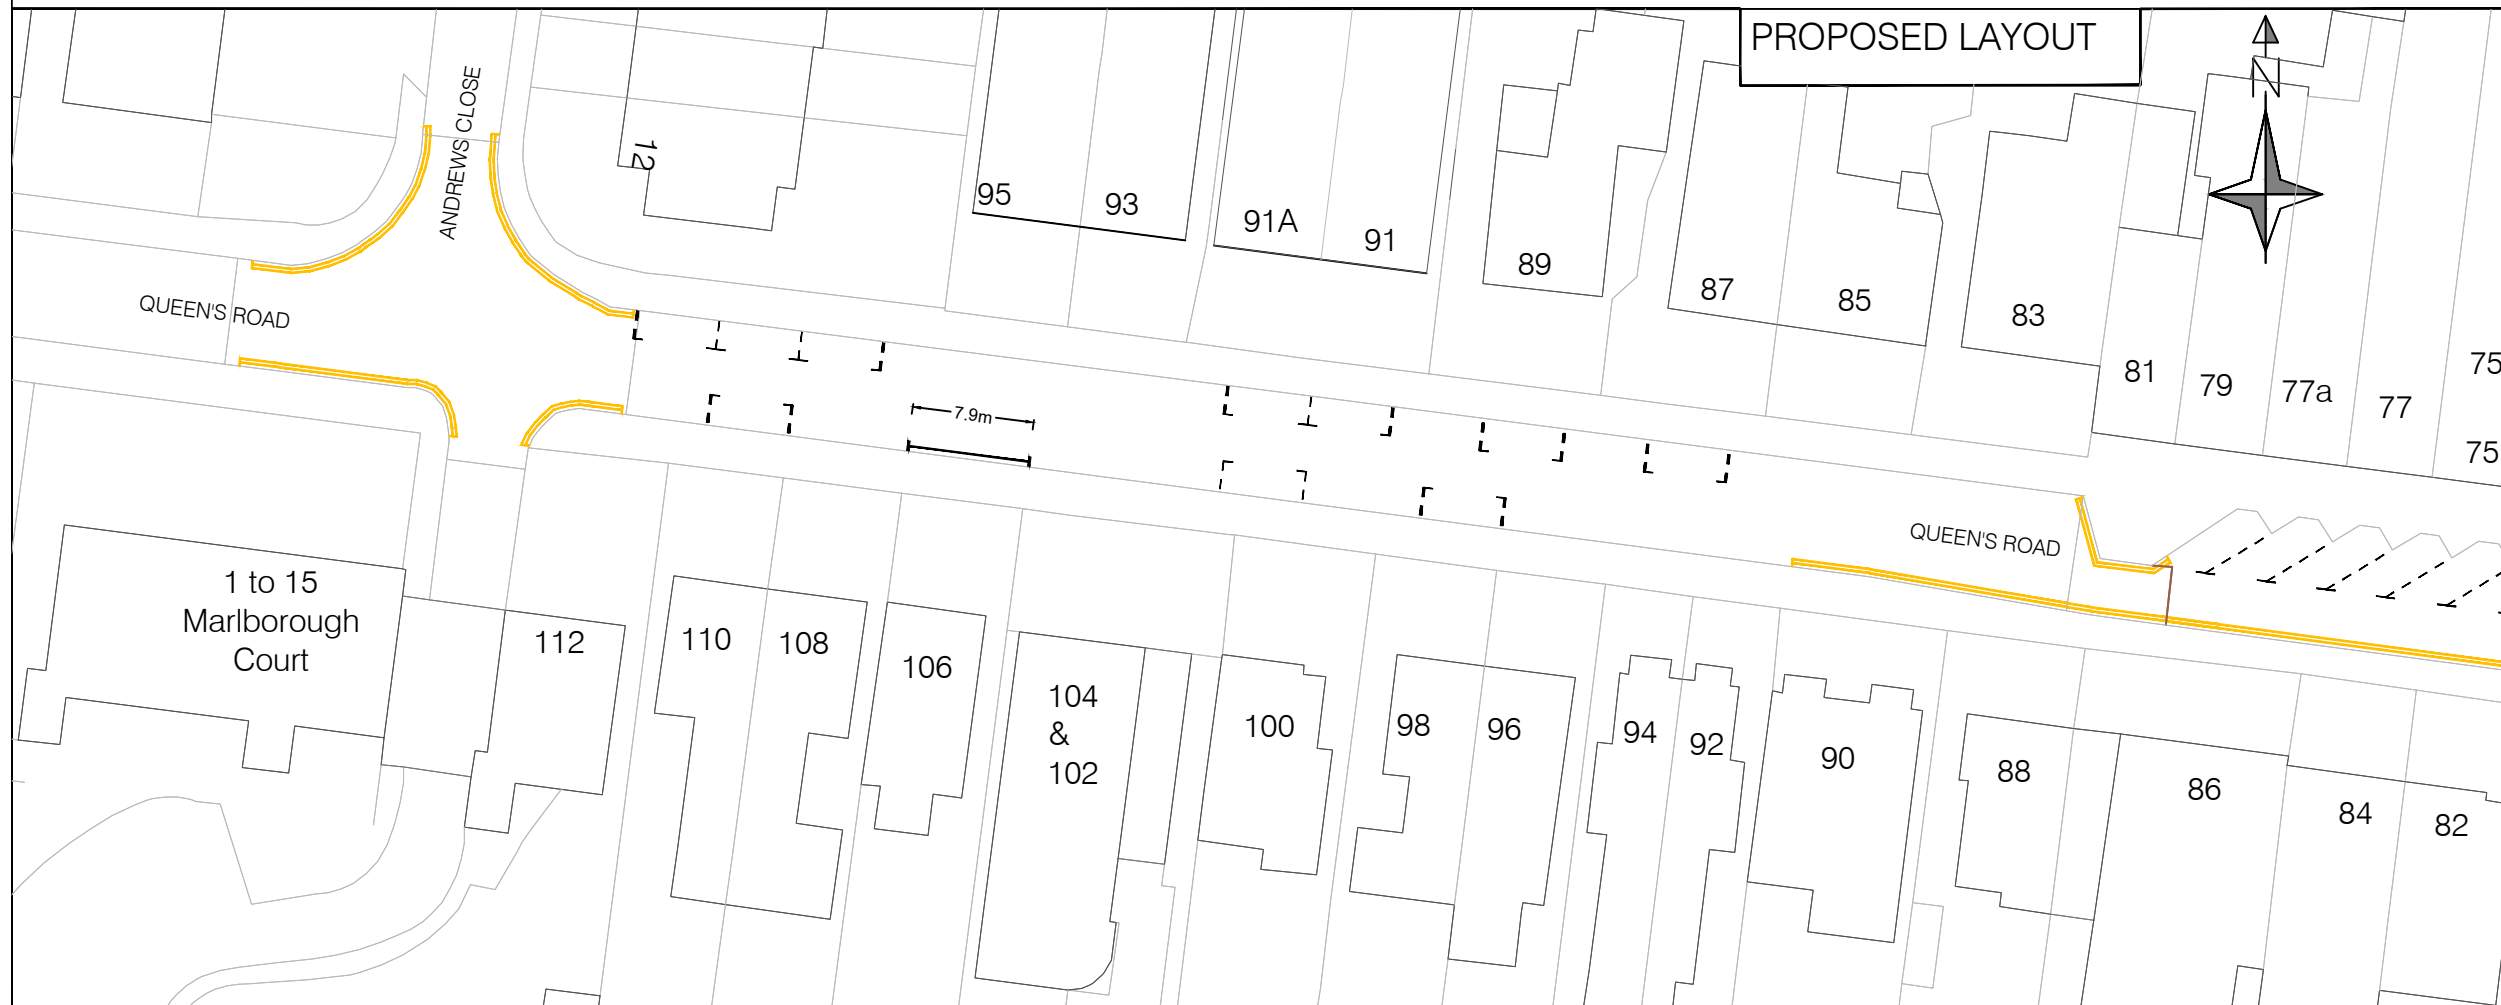 PROPOSED LAYOUT
N
ANDREWS CLOSE
12
95
93
91A
91
89
87
85
83
81
79
77a
77
75
75
QUEEN'S ROAD
7.9m
QUEEN'S ROAD
1 to 15
Marlborough
Court
112
110
108
106
104
&
102
100
98
96
94
92
90
88
86
84
82